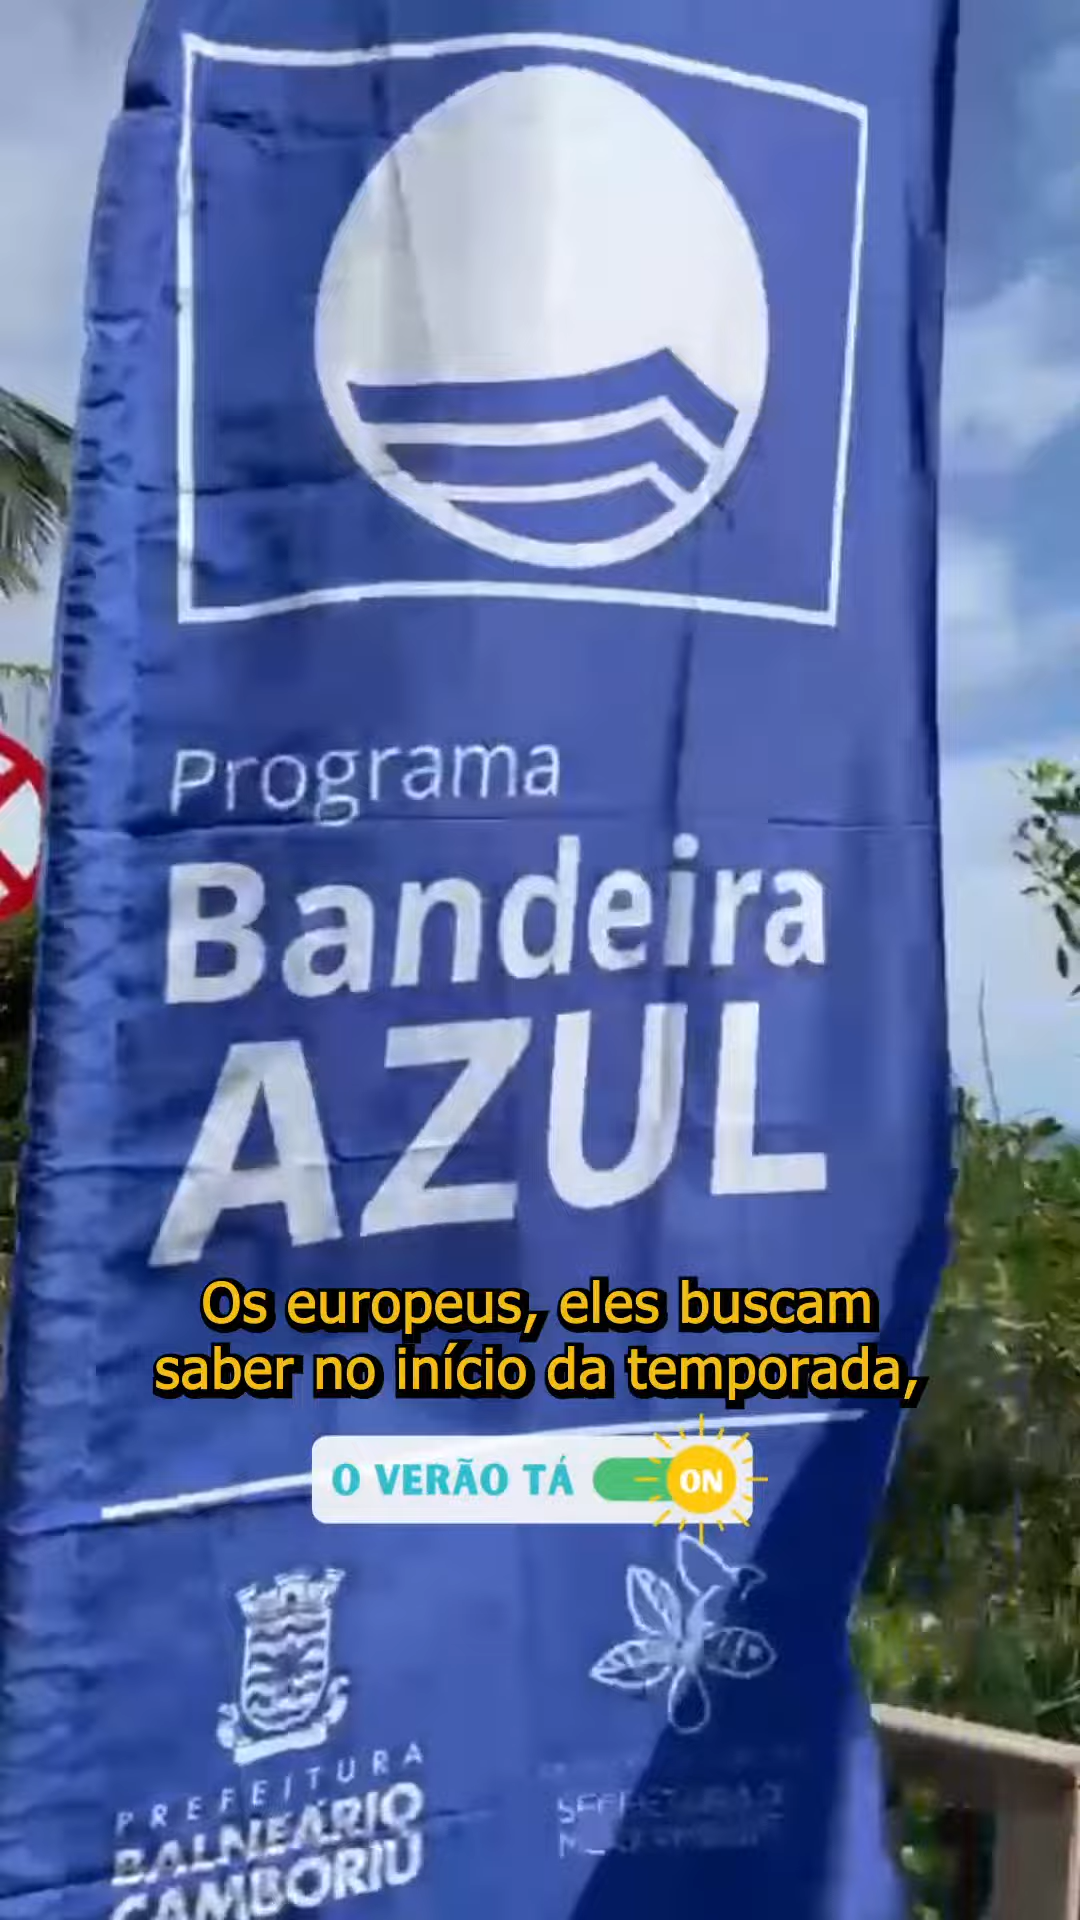 Programa
Bandeira
AZUL
Os europeus, eles buscam
saber no início da temporada,
O VERÃO TÁ ON
PREFEITURA
BALNEÁRIO
CAMBORIÚ